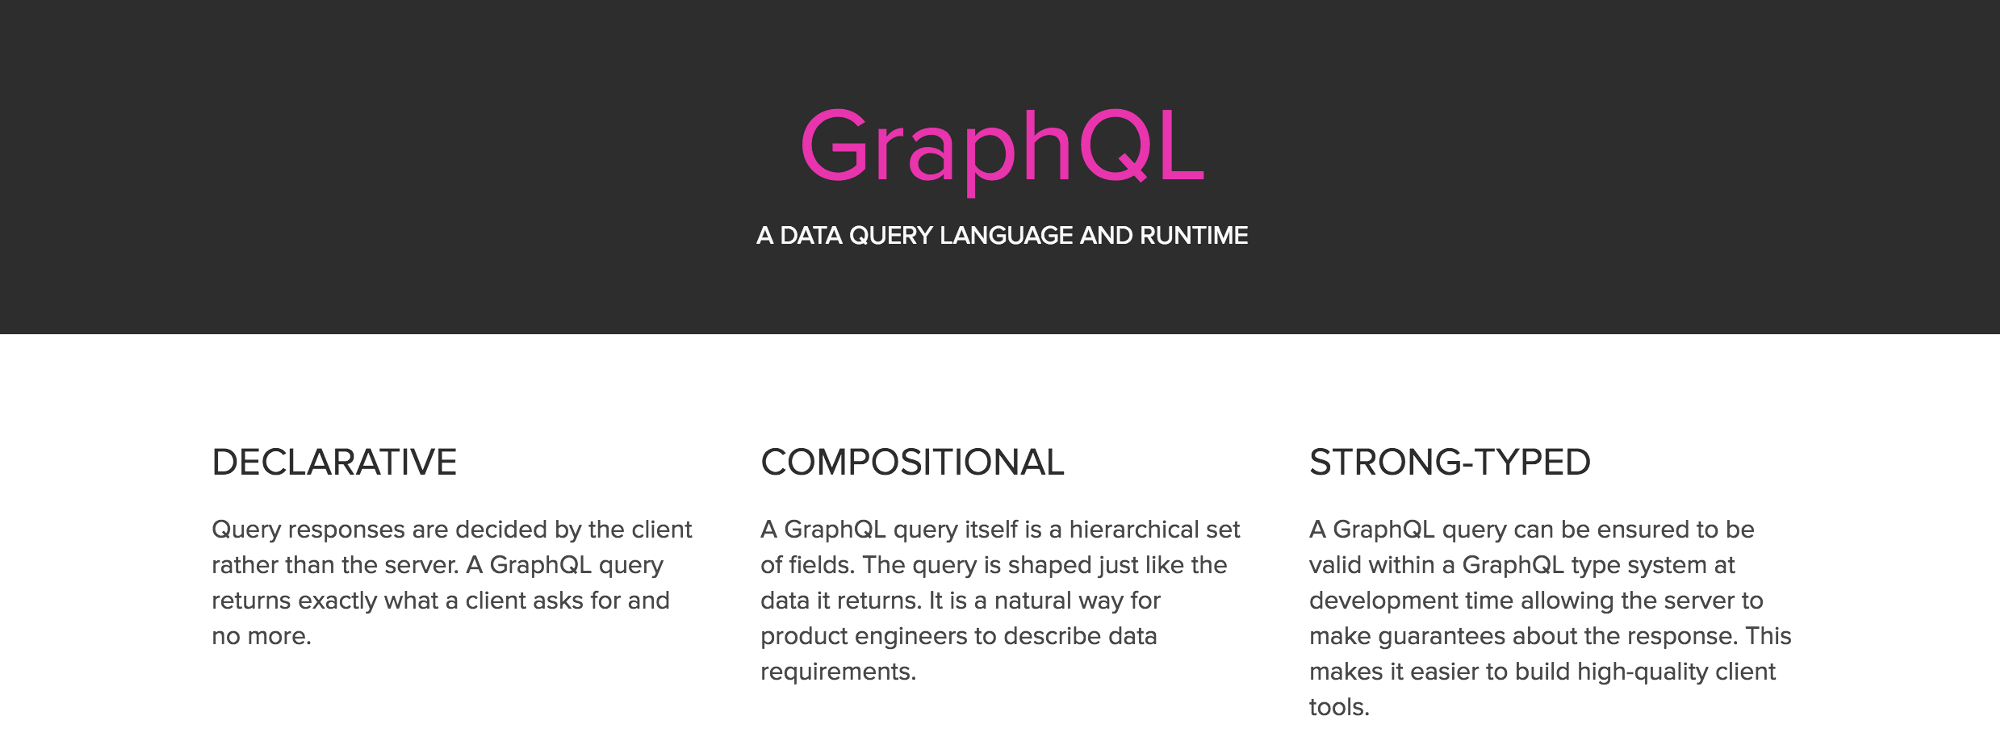 GraphQL
A DATA QUERY LANGUAGE AND RUNTIME
DECLARATIVE
Query responses are decided by the client
rather than the server. A GraphQL query
returns exactly what a client asks for and
no more.
COMPOSITIONAL
A GraphQL query itself is a hierarchical set
of fields. The query is shaped just like the
data it returns. It is a natural way for
product engineers to describe data
requirements.
STRONG-TYPED
A GraphQL query can be ensured to be
valid within a GraphQL type system at
development time allowing the server to
make guarantees about the response. This
makes it easier to build high-quality client
tools.